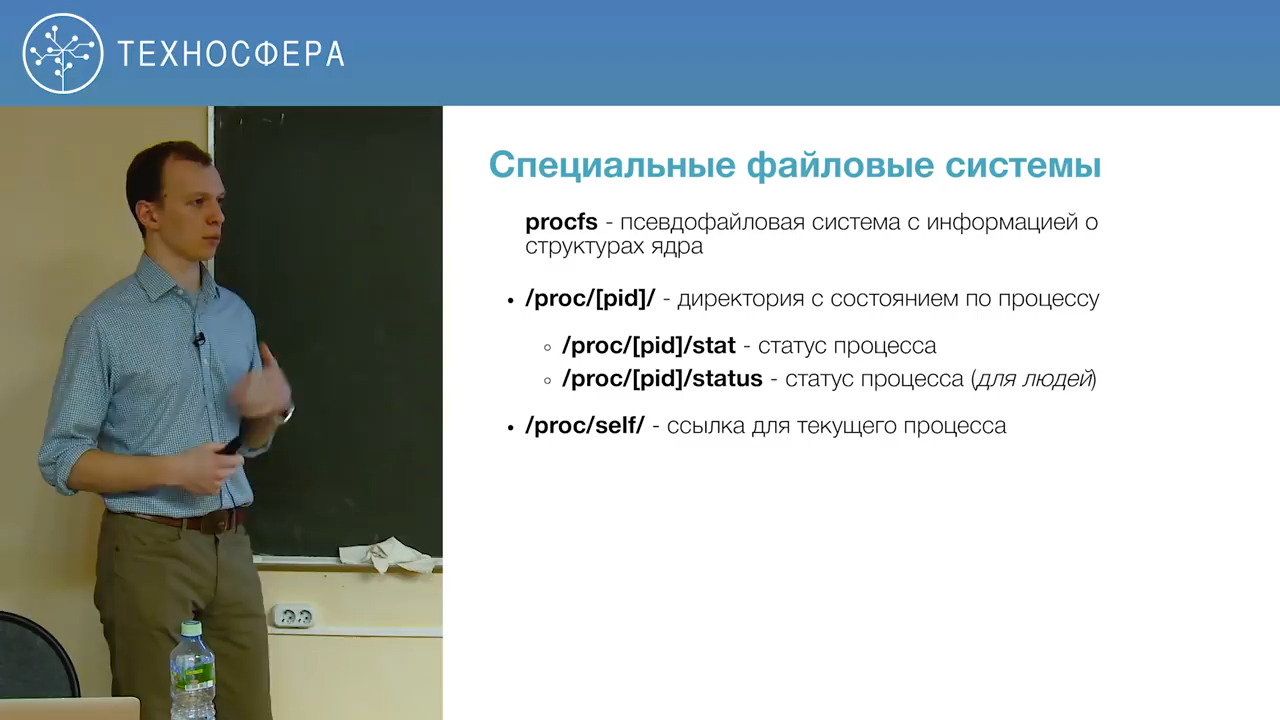 ТЕХНОСФЕРА
Специальные файловые системы
procfs - псевдофайловая система с информацией о
структурах ядра
• /proc/[pid]/ - директория с состоянием по процессу
◦ /proc/[pid]/stat - статус процесса
◦ /proc/[pid]/status - статус процесса (для людей)
• /proc/self/ - ссылка для текущего процесса